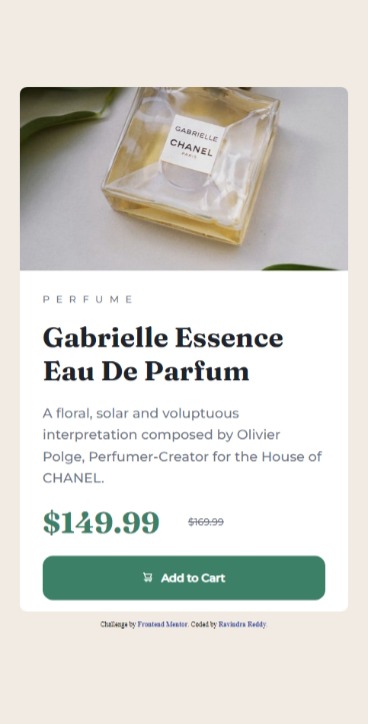 GABRIELLE
CHANEL
PARIS
PERFUME
Gabrielle Essence
Eau De Parfum
A floral, solar and voluptuous
interpretation composed by Olivier
Polge, Perfumer-Creator for the House of
CHANEL.
$149.99 $169.99
Add to Cart
Challenge by Frontend Mentor. Coded by Ravindra Reddy.